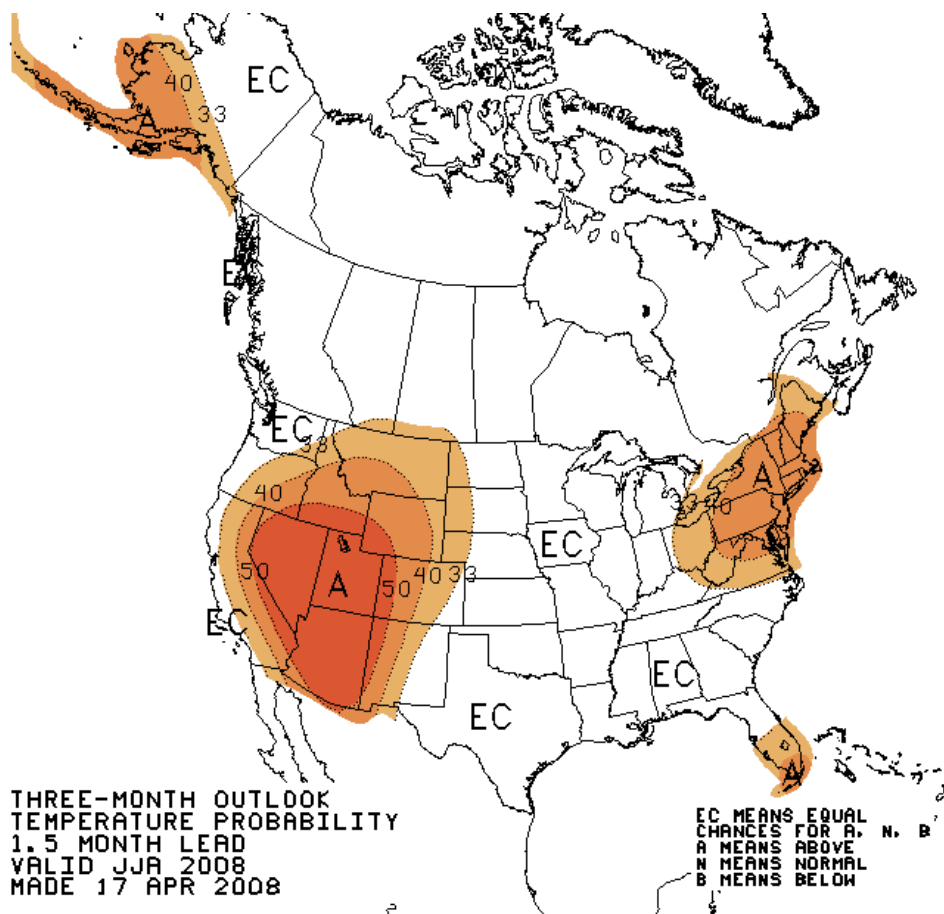 EC
40
33
A
E
EC
33
40
A
33
40
50
A
50
40
33
EC
EC
EC
EC
A
THREE-MONTH OUTLOOK
TEMPERATURE PROBABILITY
1.5 MONTH LEAD
VALID JJA 2008
MADE 17 APR 2008
EC MEANS EQUAL
CHANCES FOR A, N, B
A MEANS ABOVE
N MEANS NORMAL
B MEANS BELOW